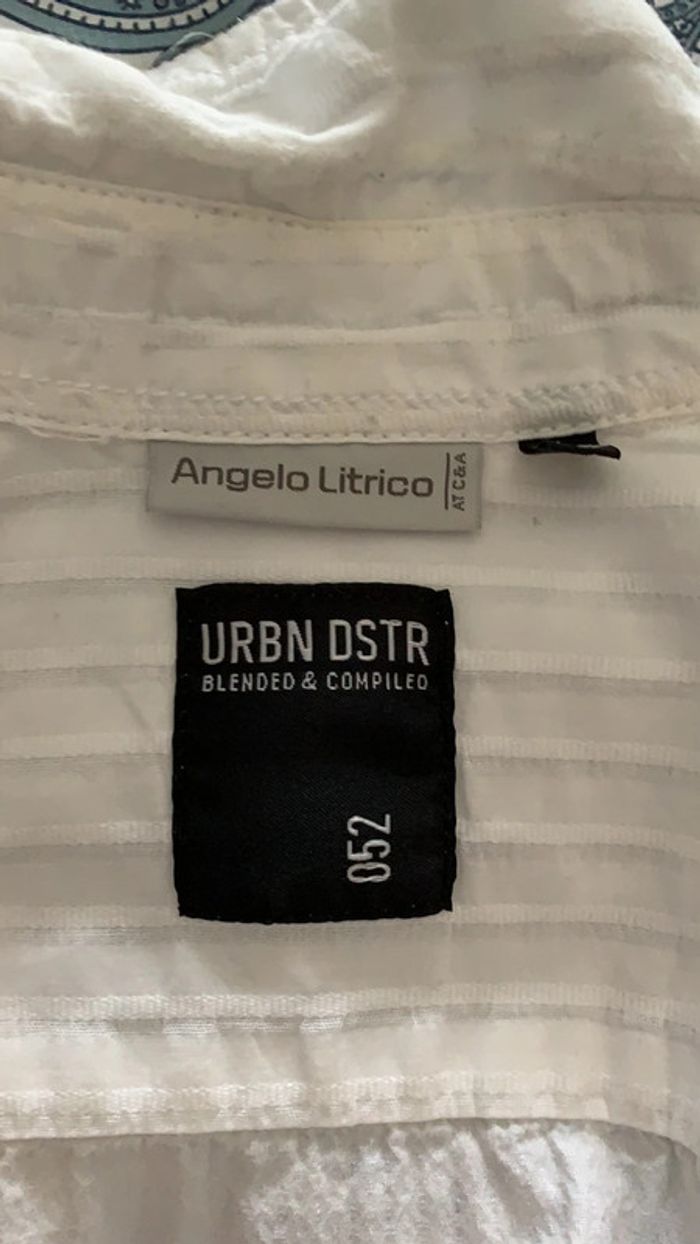 Angelo Litrico
AT C&A
URBN DSTR
BLENDED & COMPILED
052